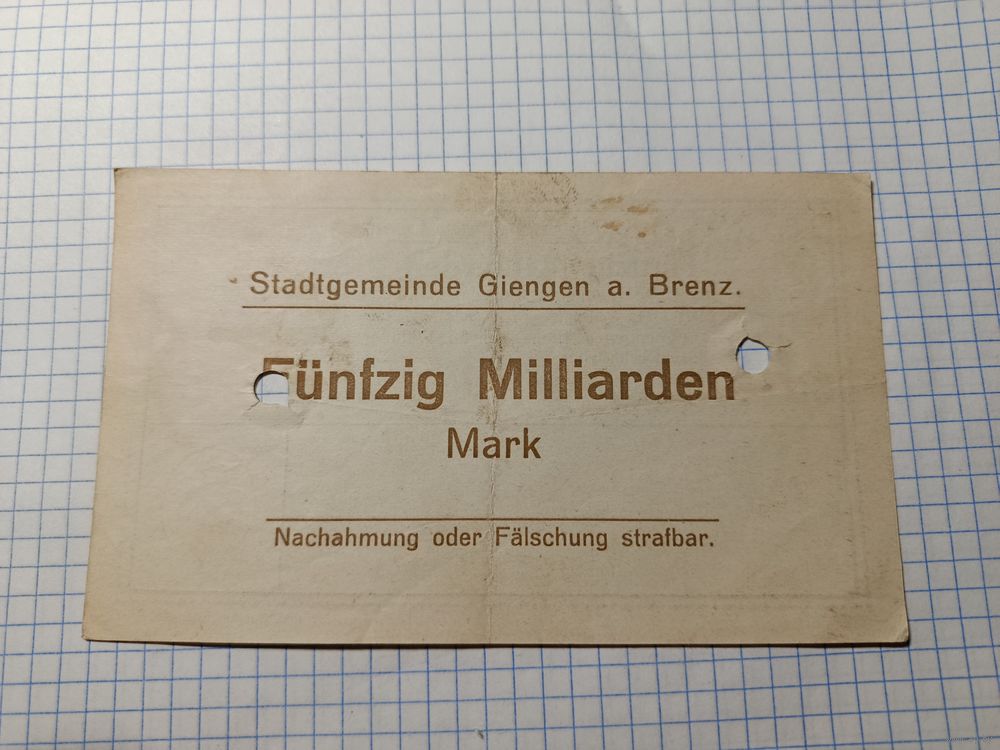 Stadtgemeinde Giengen a. Brenz.
Fünfzig Milliarden
Mark
Nachahmung oder Fälschung strafbar.